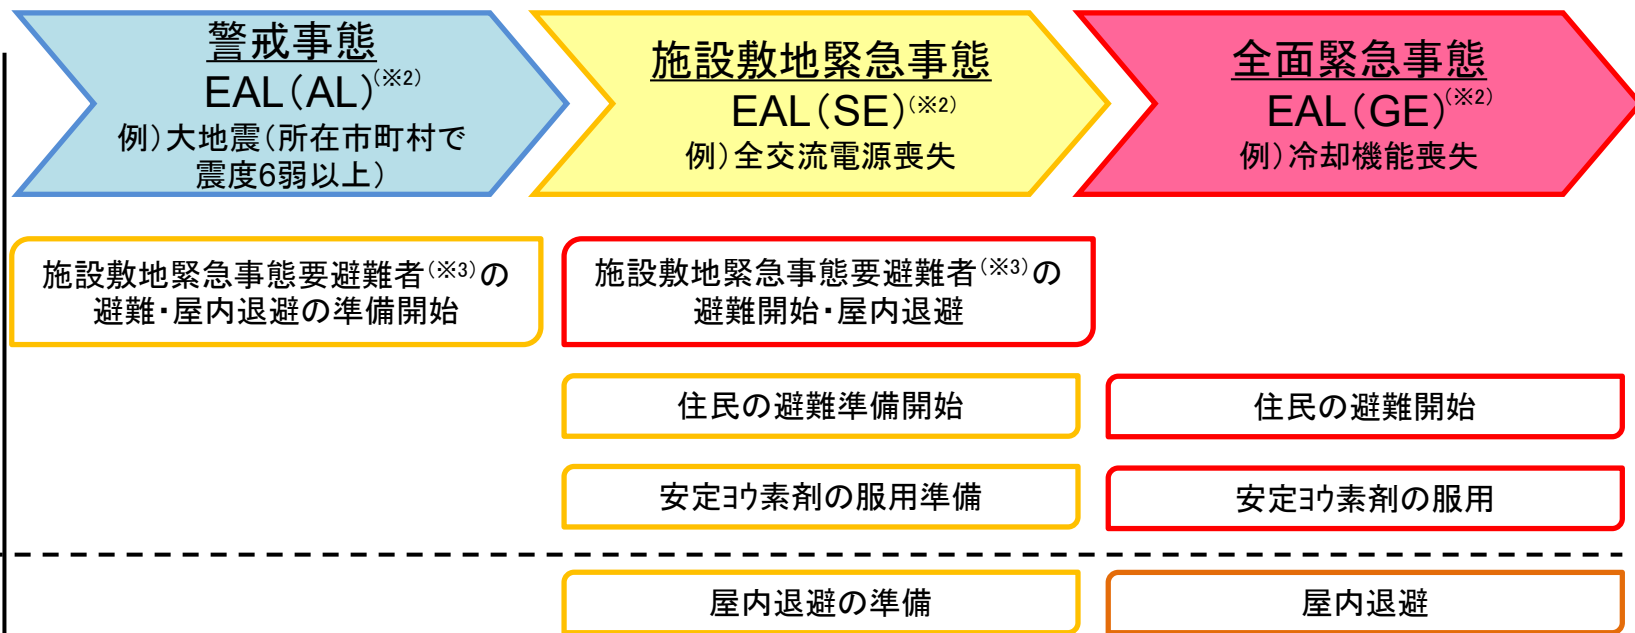 警戒事態
EAL(AL)(※2)
例)大地震(所在市町村で
震度6弱以上)
施設敷地緊急事態
EAL(SE)(※2)
例)全交流電源喪失
全面緊急事態
EAL(GE)(※2)
例)冷却機能喪失
施設敷地緊急事態要避難者(※3)の
避難・屋内退避の準備開始
施設敷地緊急事態要避難者(※3)の
避難開始・屋内退避
住民の避難準備開始
住民の避難開始
安定ﾖｳ素剤の服用準備
安定ﾖｳ素剤の服用
屋内退避の準備
屋内退避